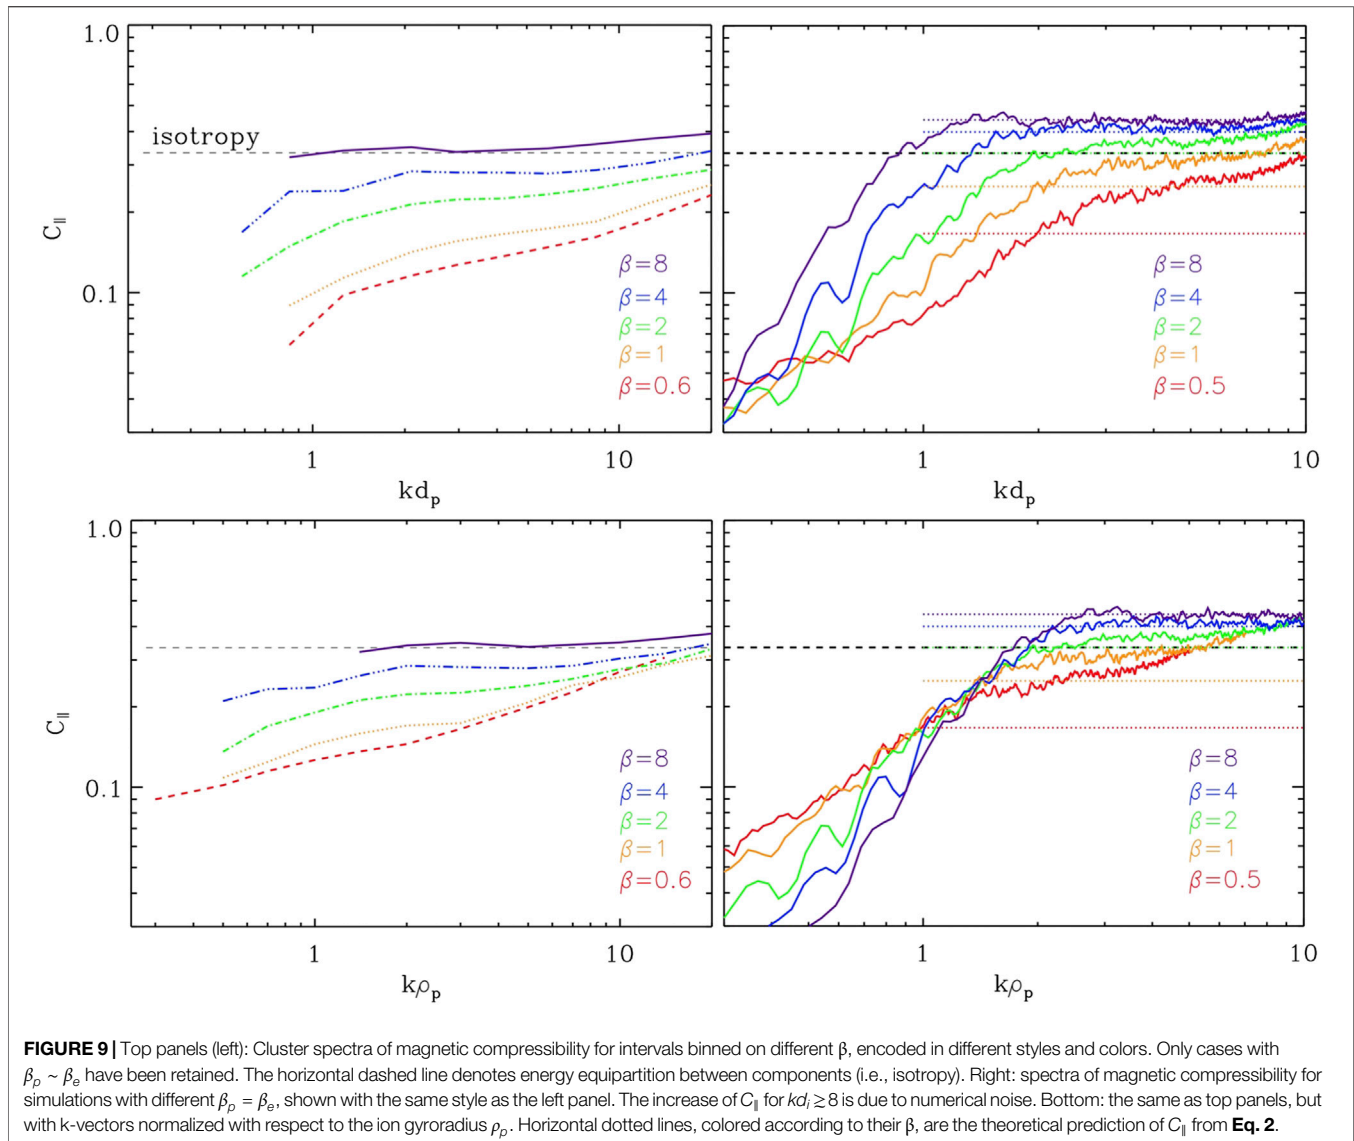 1.0
isotropy
C∥
0.1
β=8
β=4
β=2
β=1
β=0.6
1
10
kdp
β=8
β=4
β=2
β=1
β=0.5
1
10
kdp
1.0
C∥
0.1
β=8
β=4
β=2
β=1
β=0.6
1
10
kρp
β=8
β=4
β=2
β=1
β=0.5
1
10
kρp
FIGURE 9 | Top panels (left): Cluster spectra of magnetic compressibility for intervals binned on different β, encoded in different styles and colors. Only cases with
βp ~ βe have been retained. The horizontal dashed line denotes energy equipartition between components (i.e., isotropy). Right: spectra of magnetic compressibility for
simulations with different βp = βe, shown with the same style as the left panel. The increase of C∥ for kdi ≳ 8 is due to numerical noise. Bottom: the same as top panels, but
with k-vectors normalized with respect to the ion gyroradius ρp. Horizontal dotted lines, colored according to their β, are the theoretical prediction of C∥ from Eq. 2.